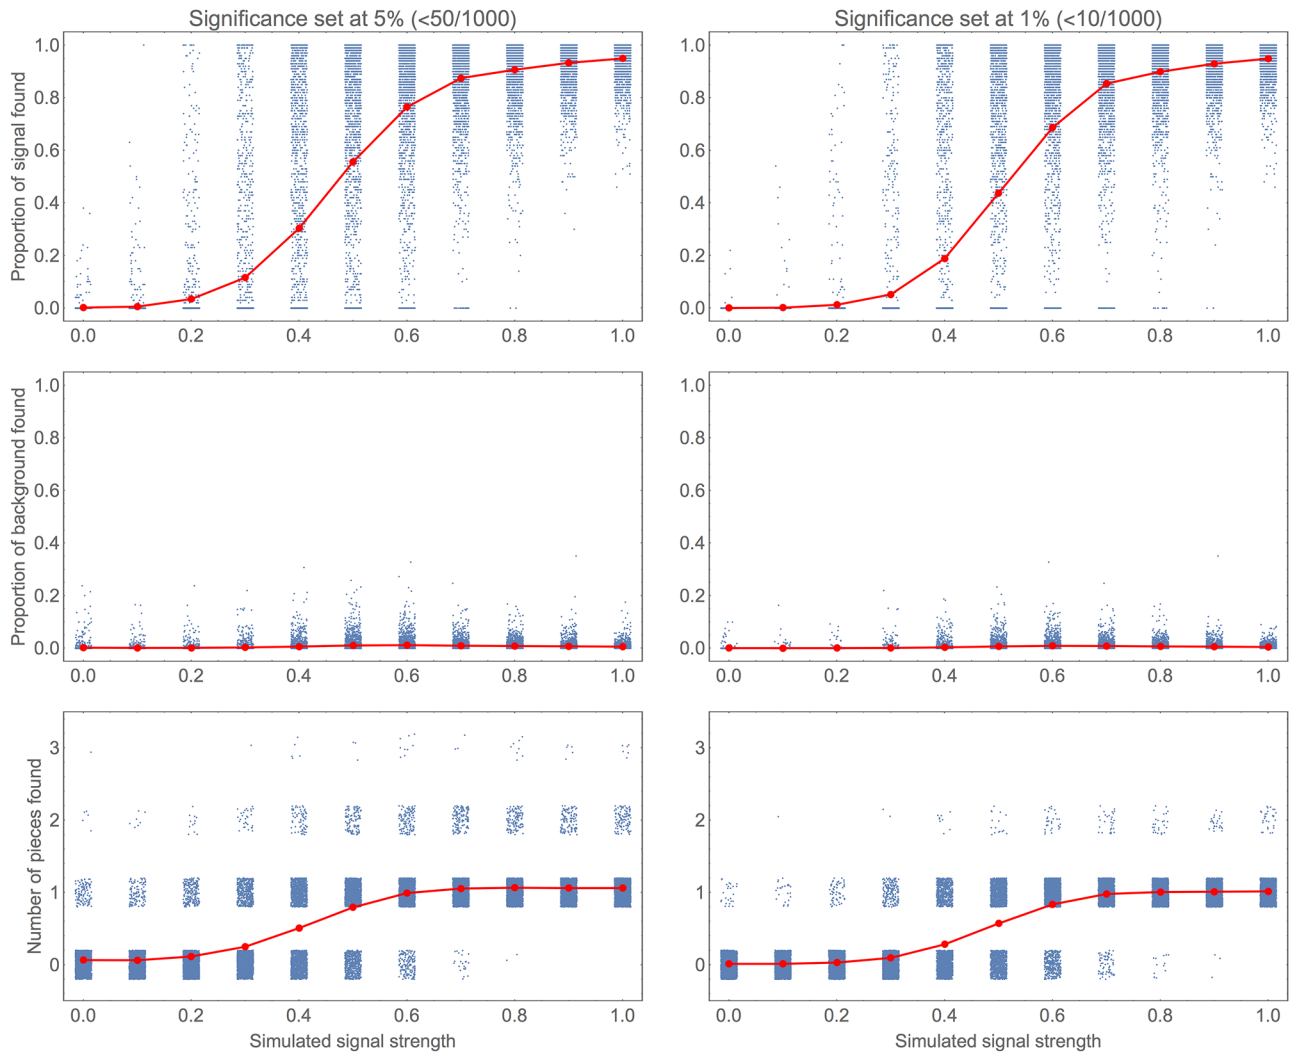 Significance set at 5% (<50/1000)
Significance set at 1% (<10/1000)
Proportion of signal found
1.0
0.8
0.6
0.4
0.2
0.0
0.0 0.2 0.4 0.6 0.8 1.0
1.0
0.8
0.6
0.4
0.2
0.0
0.0 0.2 0.4 0.6 0.8 1.0
Proportion of background found
1.0
0.8
0.6
0.4
0.2
0.0
0.0 0.2 0.4 0.6 0.8 1.0
1.0
0.8
0.6
0.4
0.2
0.0
0.0 0.2 0.4 0.6 0.8 1.0
Number of pieces found
3
2
1
0
0.0 0.2 0.4 0.6 0.8 1.0
Simulated signal strength
3
2
1
0
0.0 0.2 0.4 0.6 0.8 1.0
Simulated signal strength